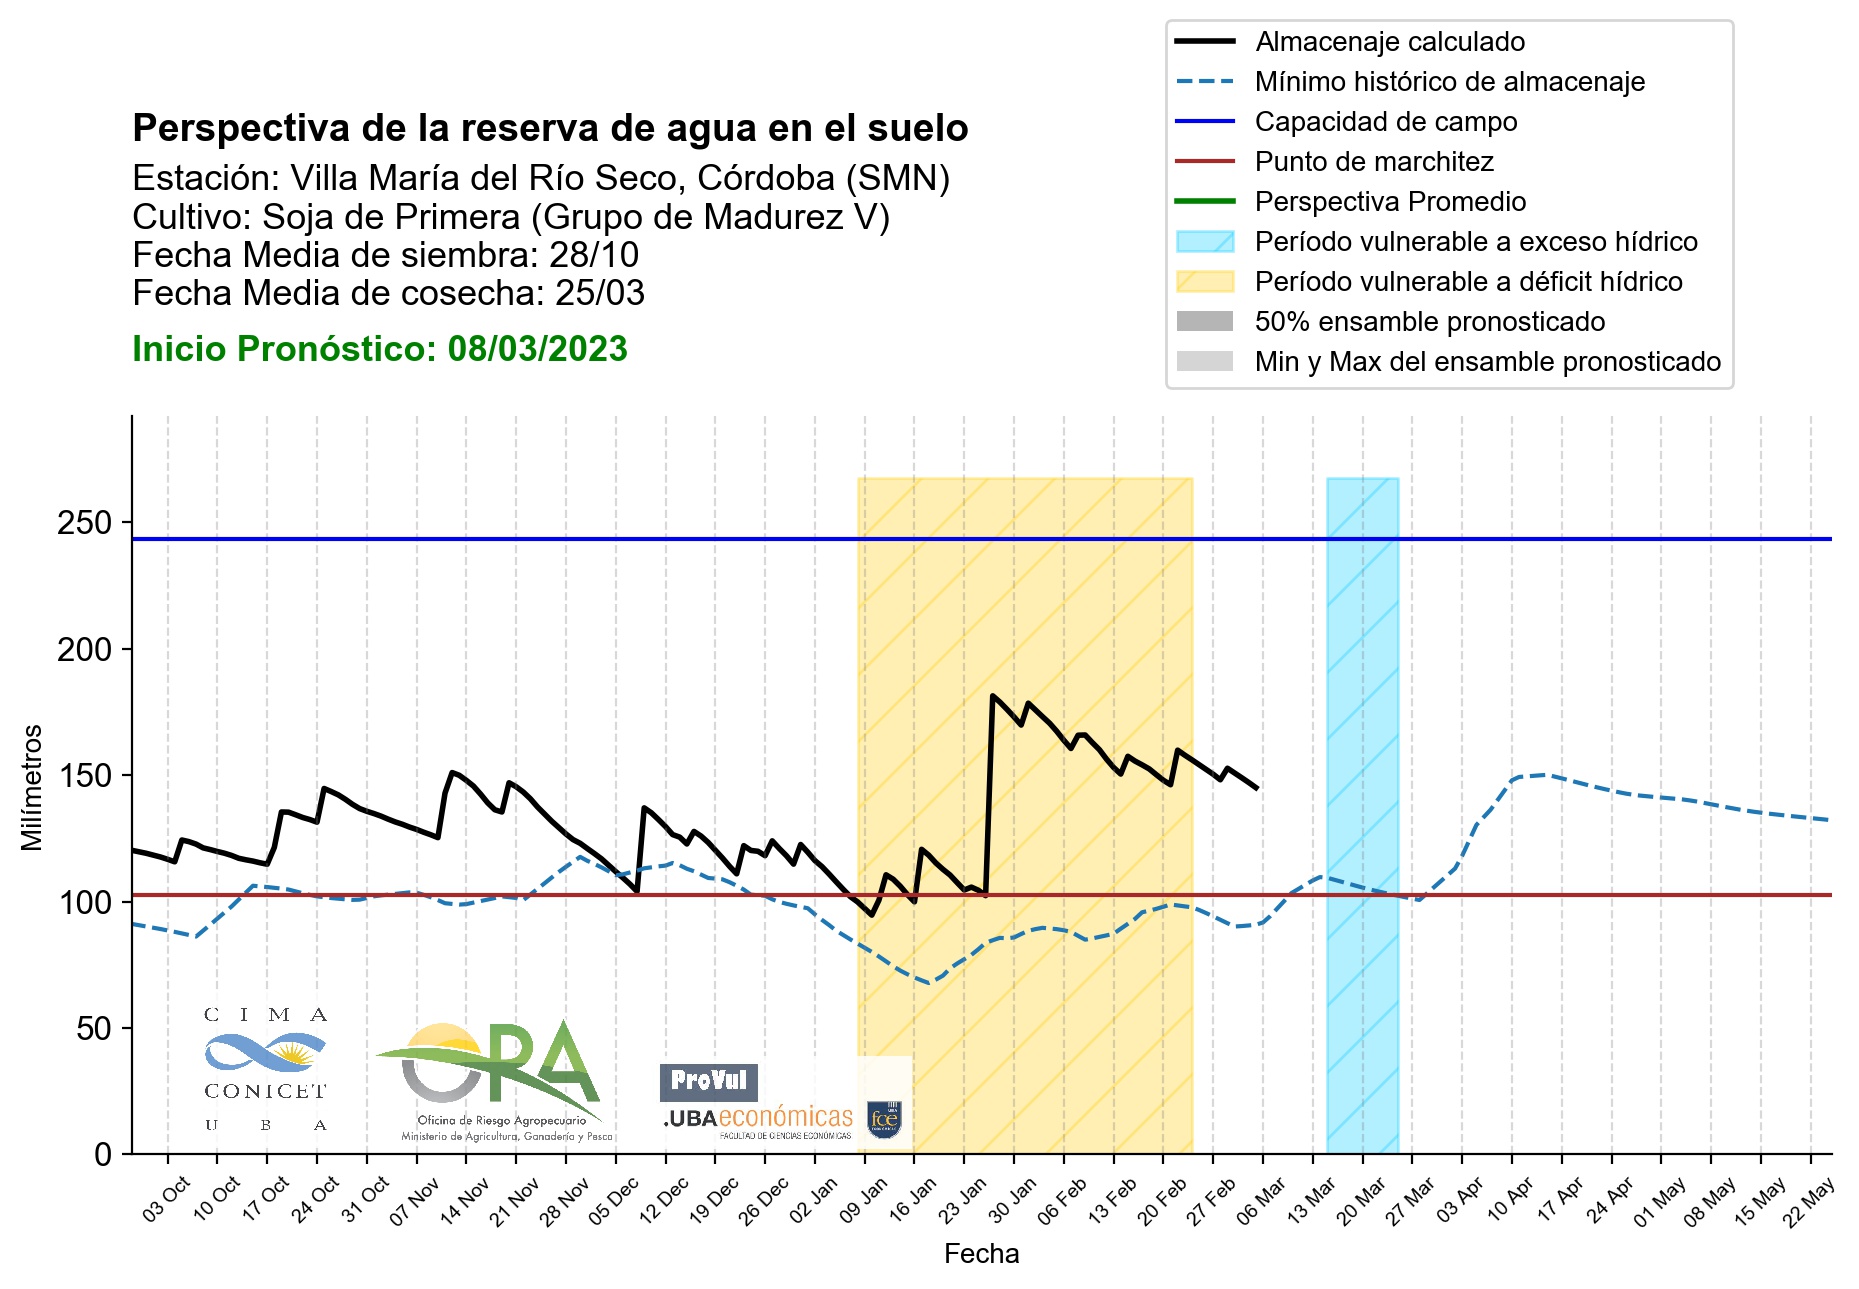 Almacenaje calculado
Mínimo histórico de almacenaje
Capacidad de campo
Punto de marchitez
Perspectiva Promedio
Período vulnerable a exceso hídrico
Período vulnerable a déficit hídrico
50% ensamble pronosticado
Min y Max del ensamble pronosticado
Perspectiva de la reserva de agua en el suelo
Estación: Villa María del Río Seco, Córdoba (SMN)
Cultivo: Soja de Primera (Grupo de Madurez V)
Fecha Media de siembra: 28/10
Fecha Media de cosecha: 25/03
Inicio Pronóstico: 08/03/2023
250
200
150
100
50
0
Milímetros
CIMA
CONICET
UBA
ORA
Oficina de Riesgo Agropecuario
Ministerio de Agricultura, Ganadería y Pesca
ProVul
.UBAeconómicas
FACULTAD DE CIENCIAS ECONÓMICAS
fce
03 Oct
10 Oct
17 Oct
24 Oct
31 Oct
07 Nov
14 Nov
21 Nov
28 Nov
05 Dec
12 Dec
19 Dec
26 Dec
02 Jan
09 Jan
16 Jan
23 Jan
30 Jan
06 Feb
13 Feb
20 Feb
27 Feb
06 Mar
13 Mar
20 Mar
27 Mar
03 Apr
10 Apr
17 Apr
24 Apr
01 May
08 May
15 May
22 May
Fecha